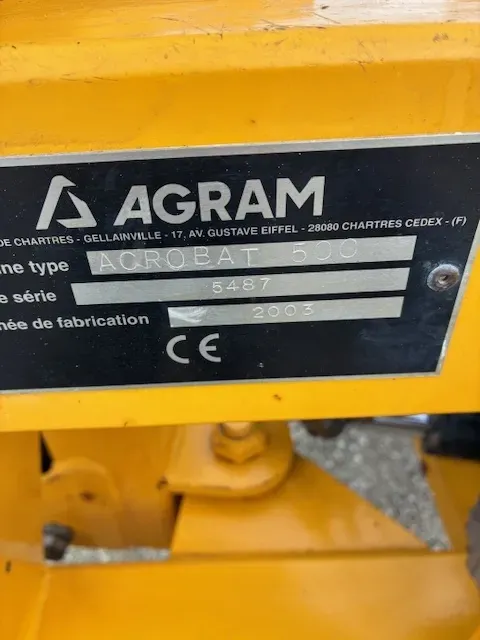 AGRAM
DE CHARTRES - GELLAINVILLE - 17, AV. GUSTAVE EIFFEL - 28080 CHARTRES CEDEX - (F)
ne type ACROBAT 500
e série 5487
née de fabrication 2003
CE